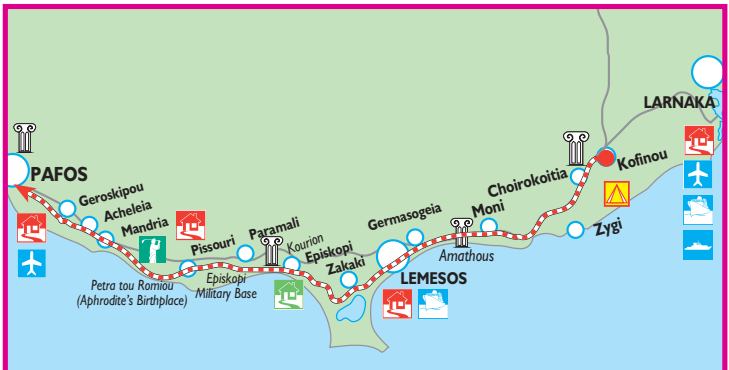 LARNAKA
Kofinou
Choirokoitia
Zygi
Moni
Amathous
Germasogeia
LEMESOS
Zakaki
Episkopi
Kourion
Paramali
Episkopi
Military Base
Pissouri
Petra tou Romiou
(Aphrodite's Birthplace)
Mandria
Acheleia
Geroskipou
PAFOS